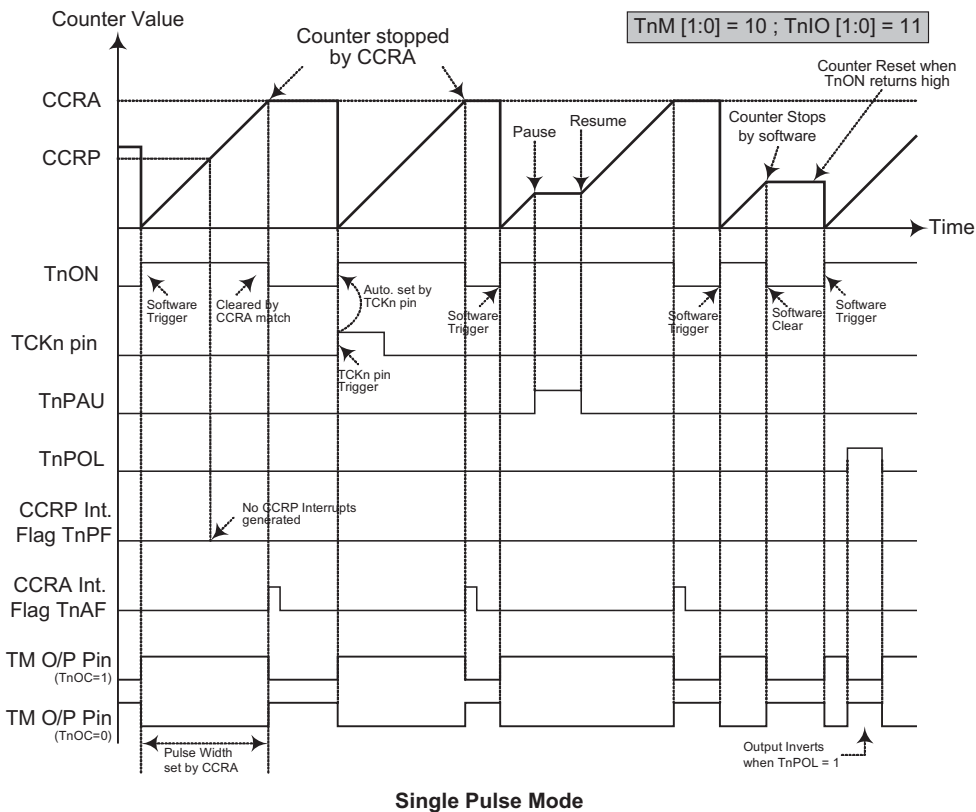 Counter Value
TnM [1:0] = 10 ; TnIO [1:0] = 11
Counter stopped
by CCRA
Counter Reset when
TnON returns high
CCRA
Counter Stops
by software
Pause
Resume
CCRP
Time
TnON
Software
Trigger
Cleared by
CCRA match
Auto. set by
TCKn pin
Software
Trigger
Software
Trigger
Software
Clear
Software
Trigger
TCKn pin
TCKn pin
Trigger
TnPAU
TnPOL
CCRP Int.
Flag TnPF
No CCRP Interrupts
generated
CCRA Int.
Flag TnAF
TM O/P Pin
(TnOC=1)
TM O/P Pin
(TnOC=0)
Pulse Width
set by CCRA
Output Inverts
when TnPOL = 1
Single Pulse Mode